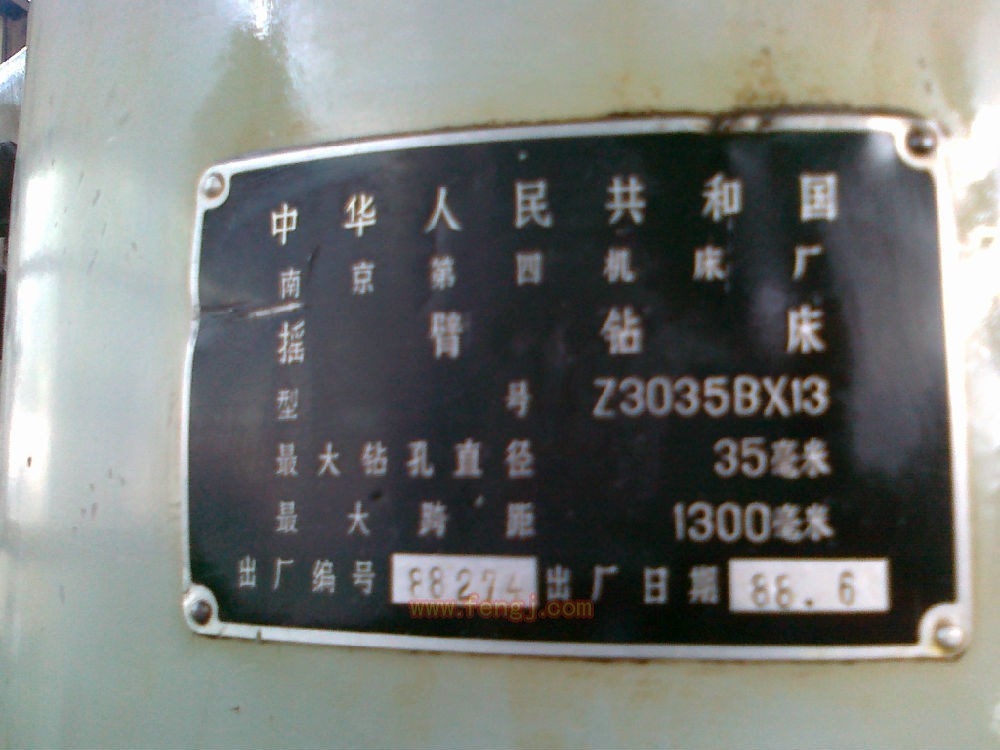 中华人民共和国
南京第四机床厂
摇臂钻床
型号 Z3035BX13
最大钻孔直径 35毫米
最大跨距 1300毫米
出厂编号 88274 出厂日期 88.6
www.fengj.com